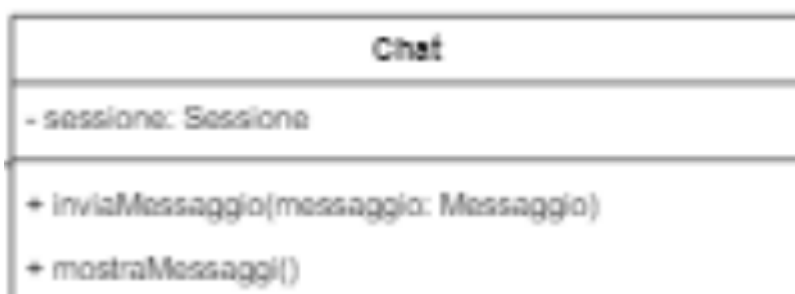 Chat
- sessione: Sessione
+ inviaMessaggio(messaggio: Messaggio)
+ mostraMessaggi()